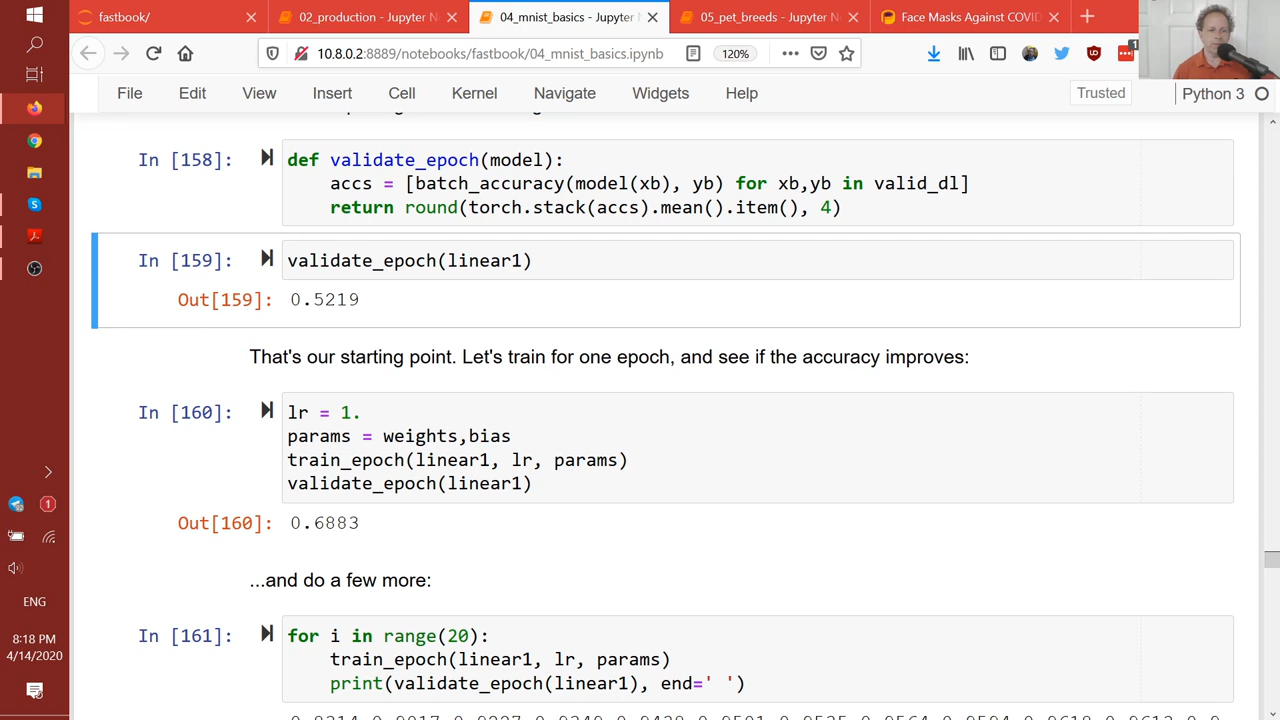 fastbook/
02_production - Jupyter N
04_mnist_basics - Jupyter
05_pet_breeds - Jupyter N
Face Masks Against COVID
10.8.0.2:8889/notebooks/fastbook/04_mnist_basics.ipynb
120%
1
File Edit View Insert Cell Kernel Navigate Widgets Help
Trusted
Python 3
In [158]:
def validate_epoch(model):
accs = [batch_accuracy(model(xb), yb) for xb,yb in valid_dl]
return round(torch.stack(accs).mean().item(), 4)
In [159]:
validate_epoch(linear1)
Out[159]: 0.5219
That's our starting point. Let's train for one epoch, and see if the accuracy improves:
In [160]:
lr = 1.
params = weights,bias
train_epoch(linear1, lr, params)
validate_epoch(linear1)
Out[160]: 0.6883
...and do a few more:
In [161]:
for i in range(20):
train_epoch(linear1, lr, params)
print(validate_epoch(linear1), end=' ')
1
ENG
8:18 PM
4/14/2020